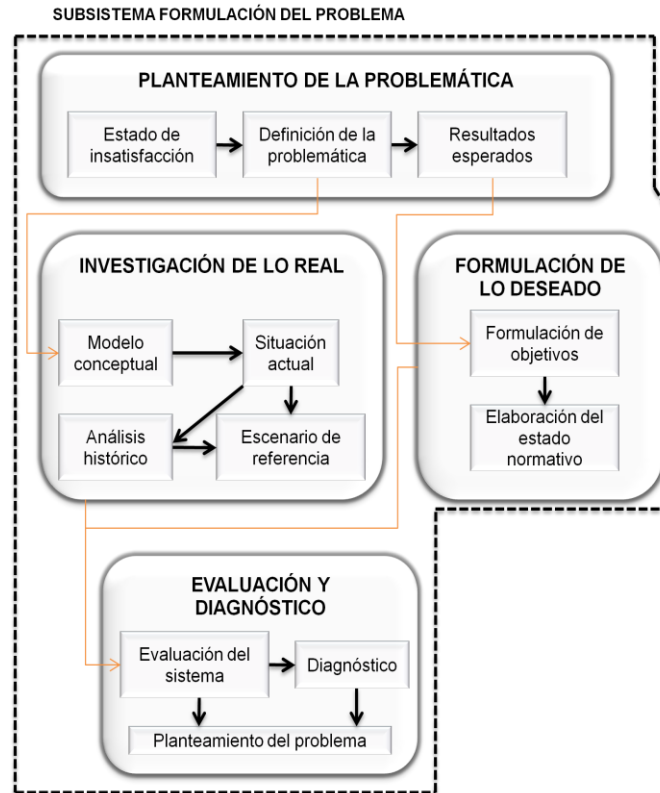 SUBSISTEMA FORMULACIÓN DEL PROBLEMA
PLANTEAMIENTO DE LA PROBLEMÁTICA
Estado de
insatisfacción
Definición de la
problemática
Resultados
esperados
INVESTIGACIÓN DE LO REAL
Modelo
conceptual
Situación
actual
Análisis
histórico
Escenario de
referencia
FORMULACIÓN DE
LO DESEADO
Formulación de
objetivos
Elaboración del
estado
normativo
EVALUACIÓN Y
DIAGNÓSTICO
Evaluación del
sistema
Diagnóstico
Planteamiento del problema